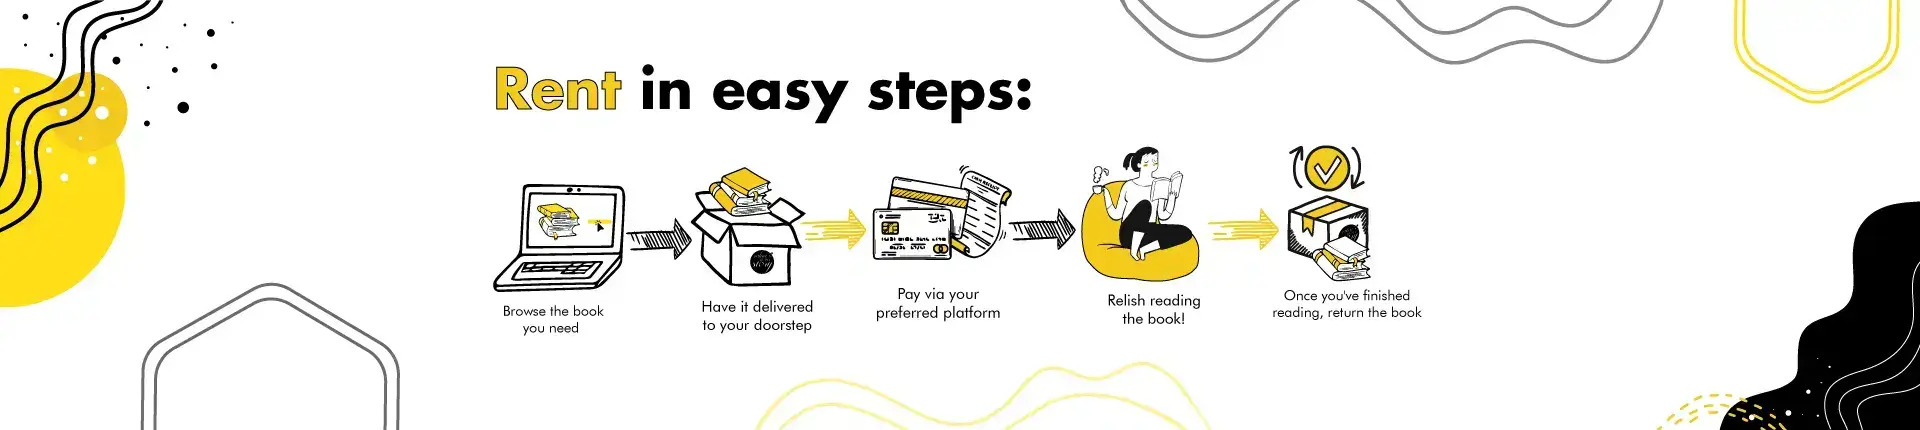 Rent in easy steps:
Browse the book
you need
Have it delivered
to your doorstep
Pay via your
preferred platform
Relish reading
the book!
Once you've finished
reading, return the book